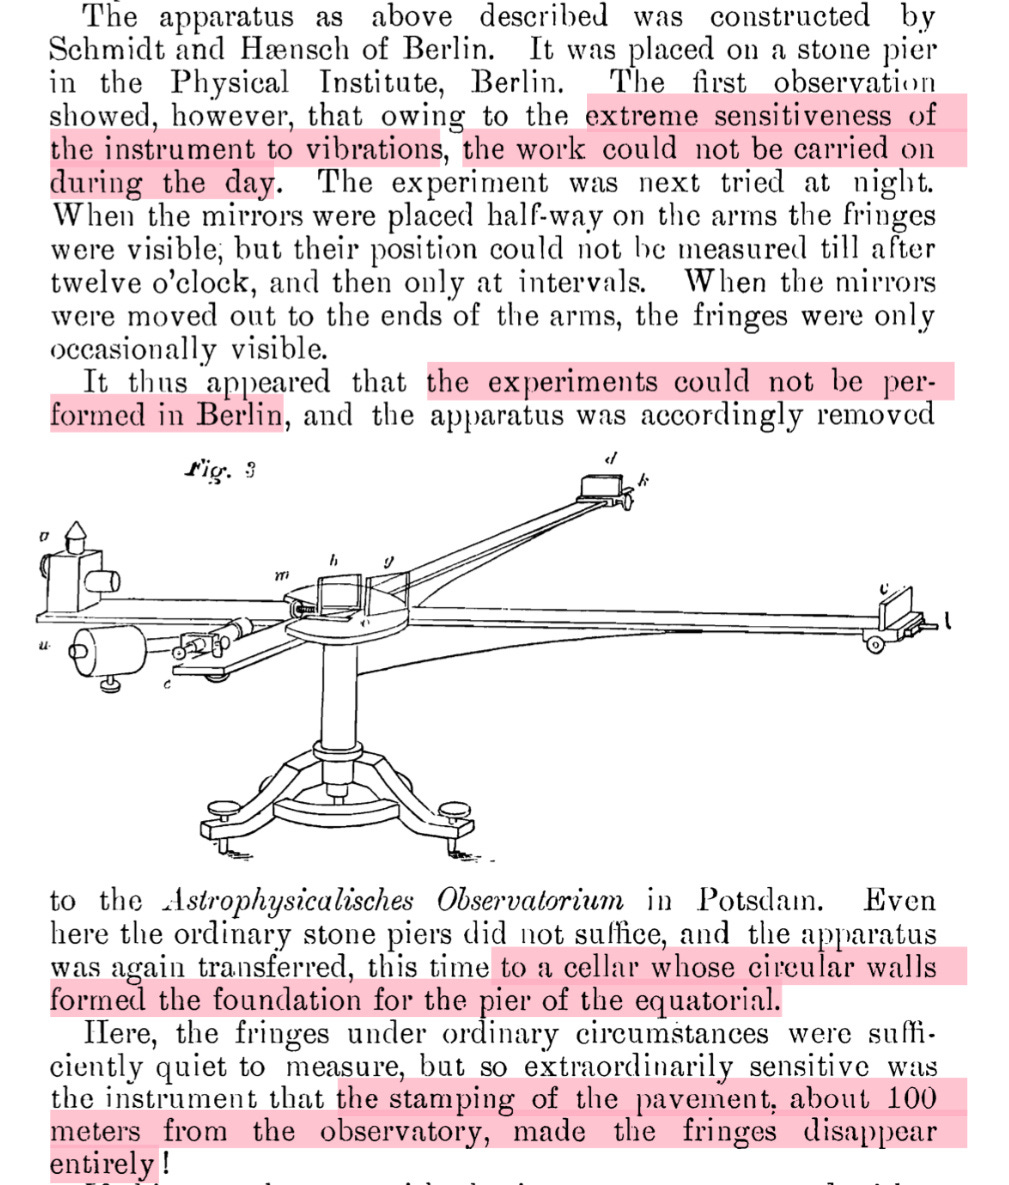 The apparatus as above described was constructed by
Schmidt and Hænsch of Berlin. It was placed on a stone pier
in the Physical Institute, Berlin. The first observation
showed, however, that owing to the extreme sensitiveness of
the instrument to vibrations, the work could not be carried on
during the day. The experiment was next tried at night.
When the mirrors were placed half-way on the arms the fringes
were visible, but their position could not be measured till after
twelve o'clock, and then only at intervals. When the mirrors
were moved out to the ends of the arms, the fringes were only
occasionally visible.
It thus appeared that the experiments could not be per-
formed in Berlin, and the apparatus was accordingly removed
Fig. 3
d
k
h
g
m
c
l
e
to the Astrophysicalisches Observatorium in Potsdam. Even
here the ordinary stone piers did not suffice, and the apparatus
was again transferred, this time to a cellar whose circular walls
formed the foundation for the pier of the equatorial.
Here, the fringes under ordinary circumstances were suffi-
ciently quiet to measure, but so extraordinarily sensitive was
the instrument that the stamping of the pavement, about 100
meters from the observatory, made the fringes disappear
entirely!